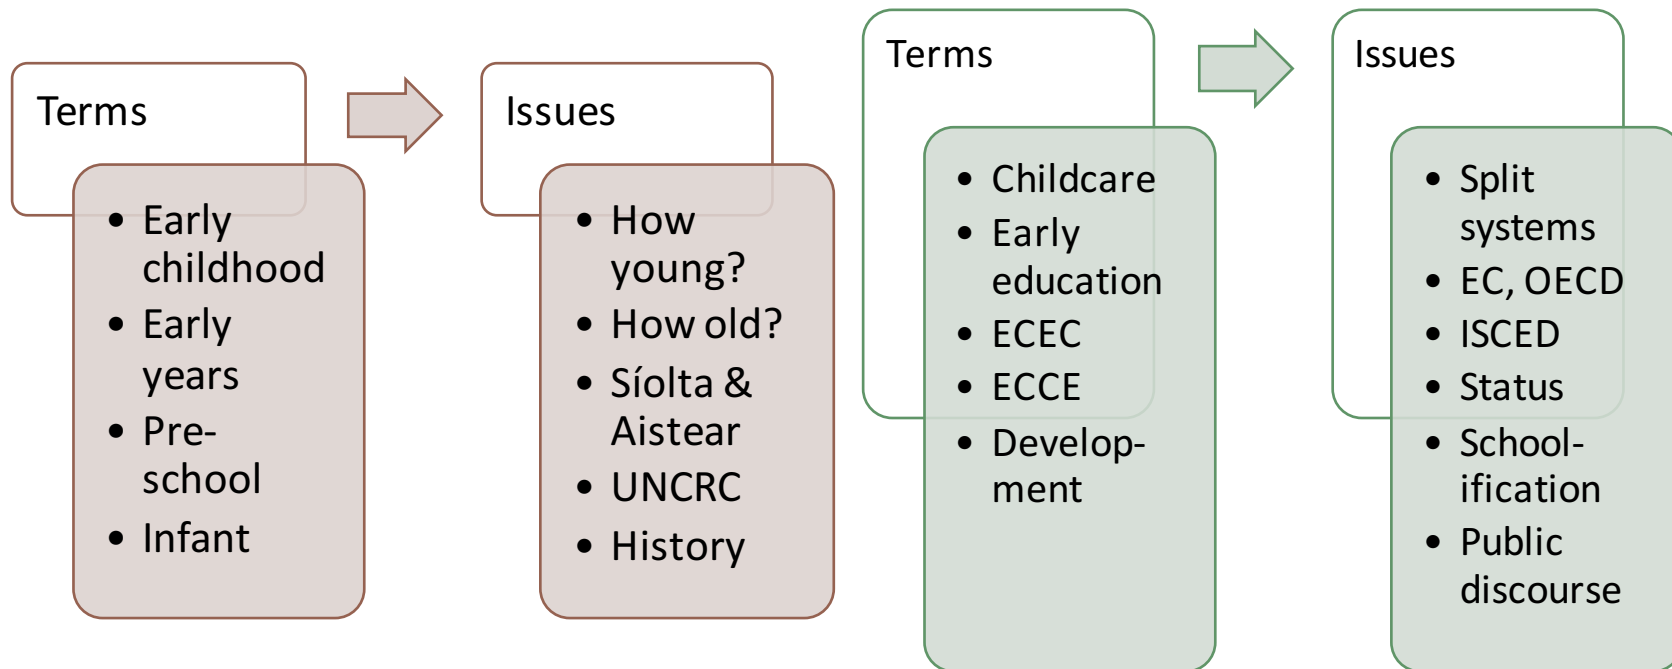 Terms
• Early
childhood
• Early
years
• Pre-
school
• Infant
Issues
• How
young?
• How old?
• Síolta &
Aistear
• UNCRC
• History
Terms
• Childcare
• Early
education
• ECEC
• ECCE
• Develop-
ment
Issues
• Split
systems
• EC, OECD
• ISCED
• Status
• School-
ification
• Public
discourse